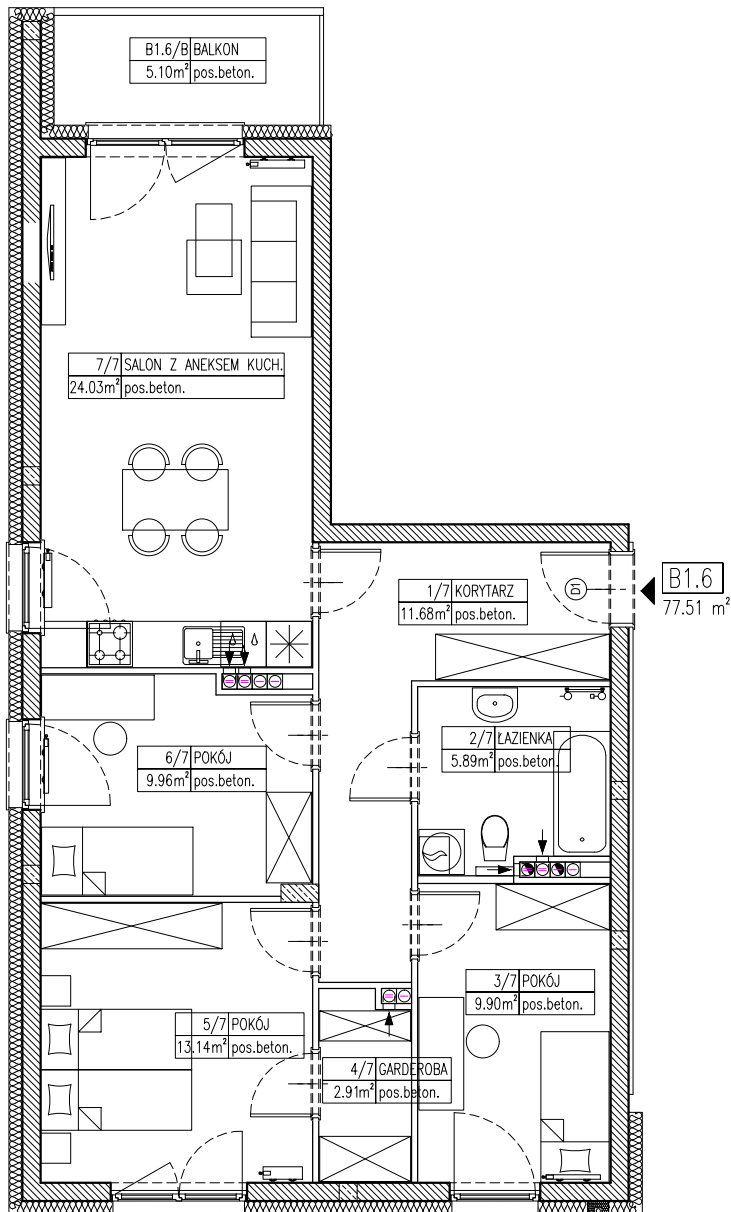 B1.6/B BALKON
5.10m² pos.beton.
7/7 SALON Z ANEKSEM KUCH.
24.03m² pos.beton.
1/7 KORYTARZ
11.68m² pos.beton.
D1
B1.6
77.51 m²
2/7 ŁAZIENKA
5.89m² pos.beton.
6/7 POKÓJ
9.96m² pos.beton.
3/7 POKÓJ
9.90m² pos.beton.
5/7 POKÓJ
13.14m² pos.beton.
4/7 GARDEROBA
2.91m² pos.beton.